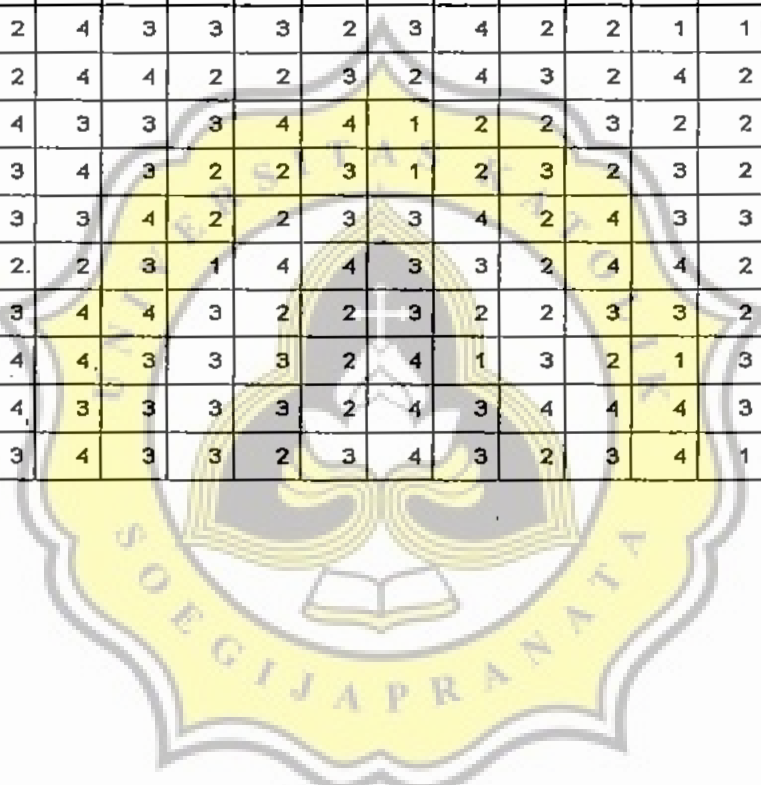 2 4 3 3 3 2 3 4 2 2 1 1
2 4 4 2 2 3 2 4 3 2 4 2
4 3 3 3 4 4 1 2 2 3 2 2
3 4 3 2 2 3 1 2 3 2 3 2
3 3 4 2 2 3 3 4 2 4 3 3
2 2 3 1 4 4 3 3 2 4 4 2
3 4 4 3 2 2 3 2 2 3 3 2
4 4 3 3 3 2 4 1 3 2 1 3
4 3 3 3 3 2 4 3 4 4 4 3
3 4 3 3 2 3 4 3 2 3 4 1
UNIVERSITAS KATOLIK
SOEGIJAPRANATA